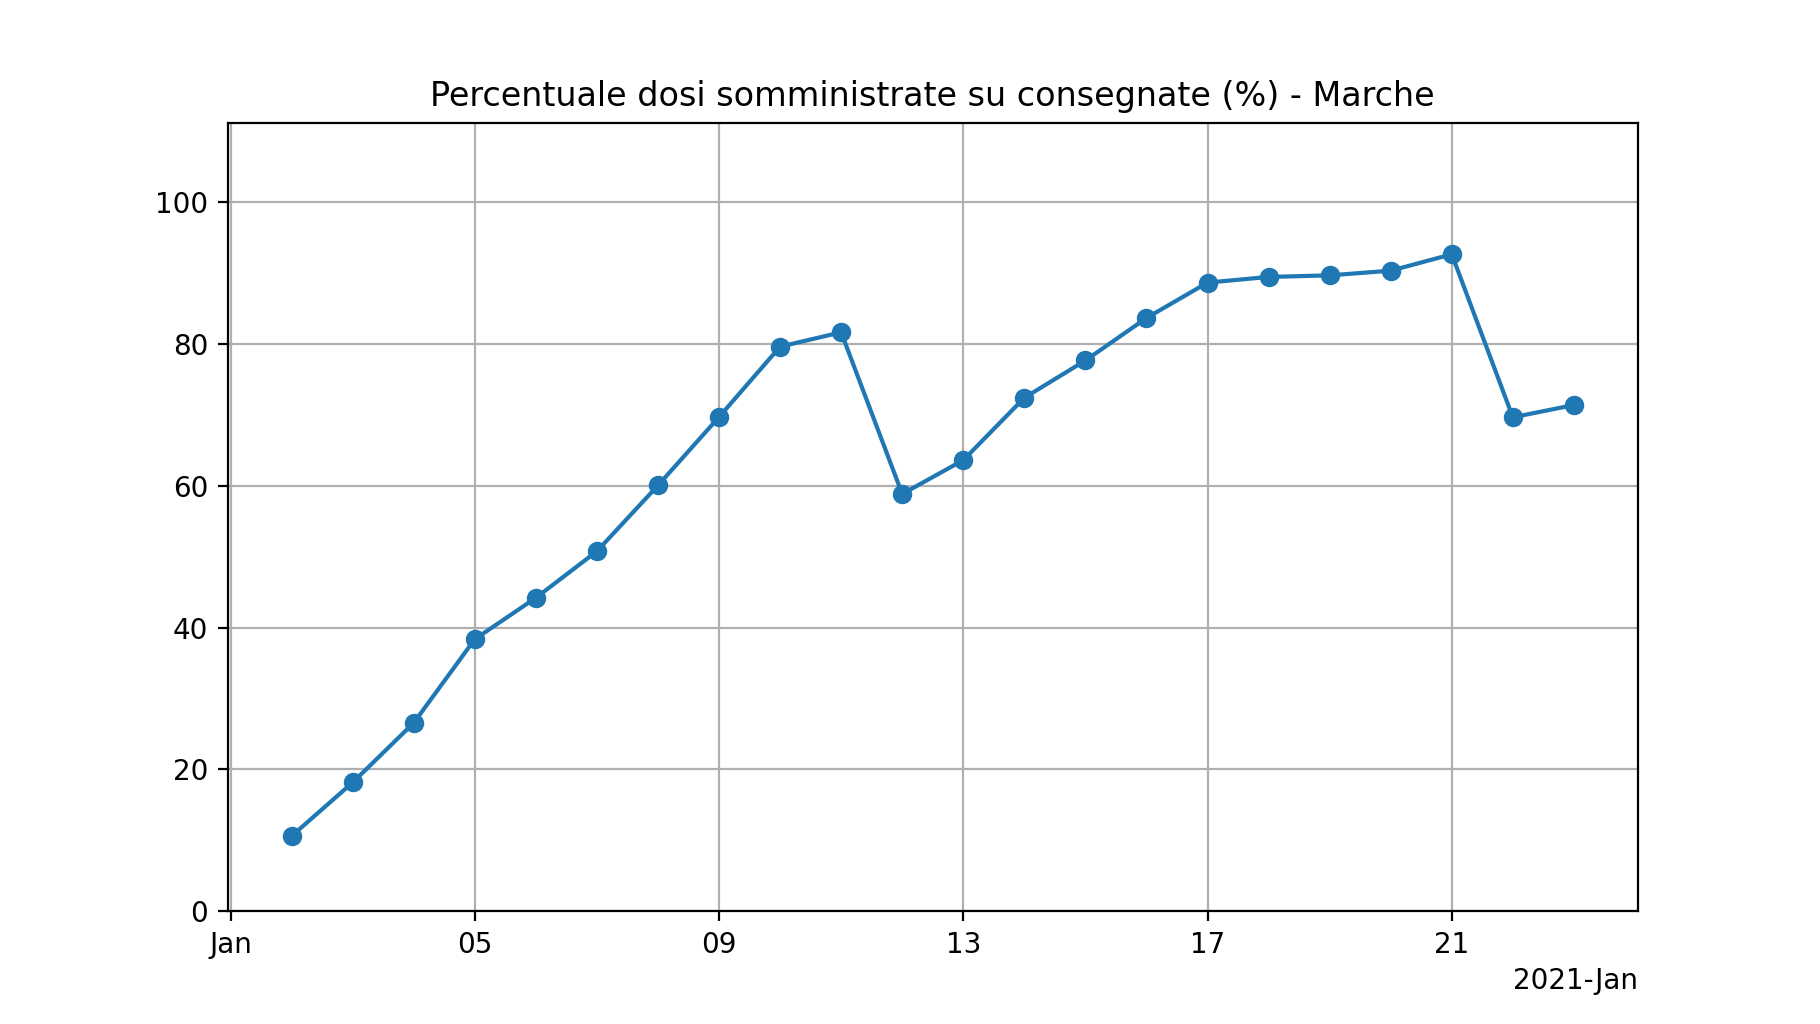 Percentuale dosi somministrate su consegnate (%) - Marche
100
80
60
40
20
0
Jan 05 09 13 17 21
2021-Jan